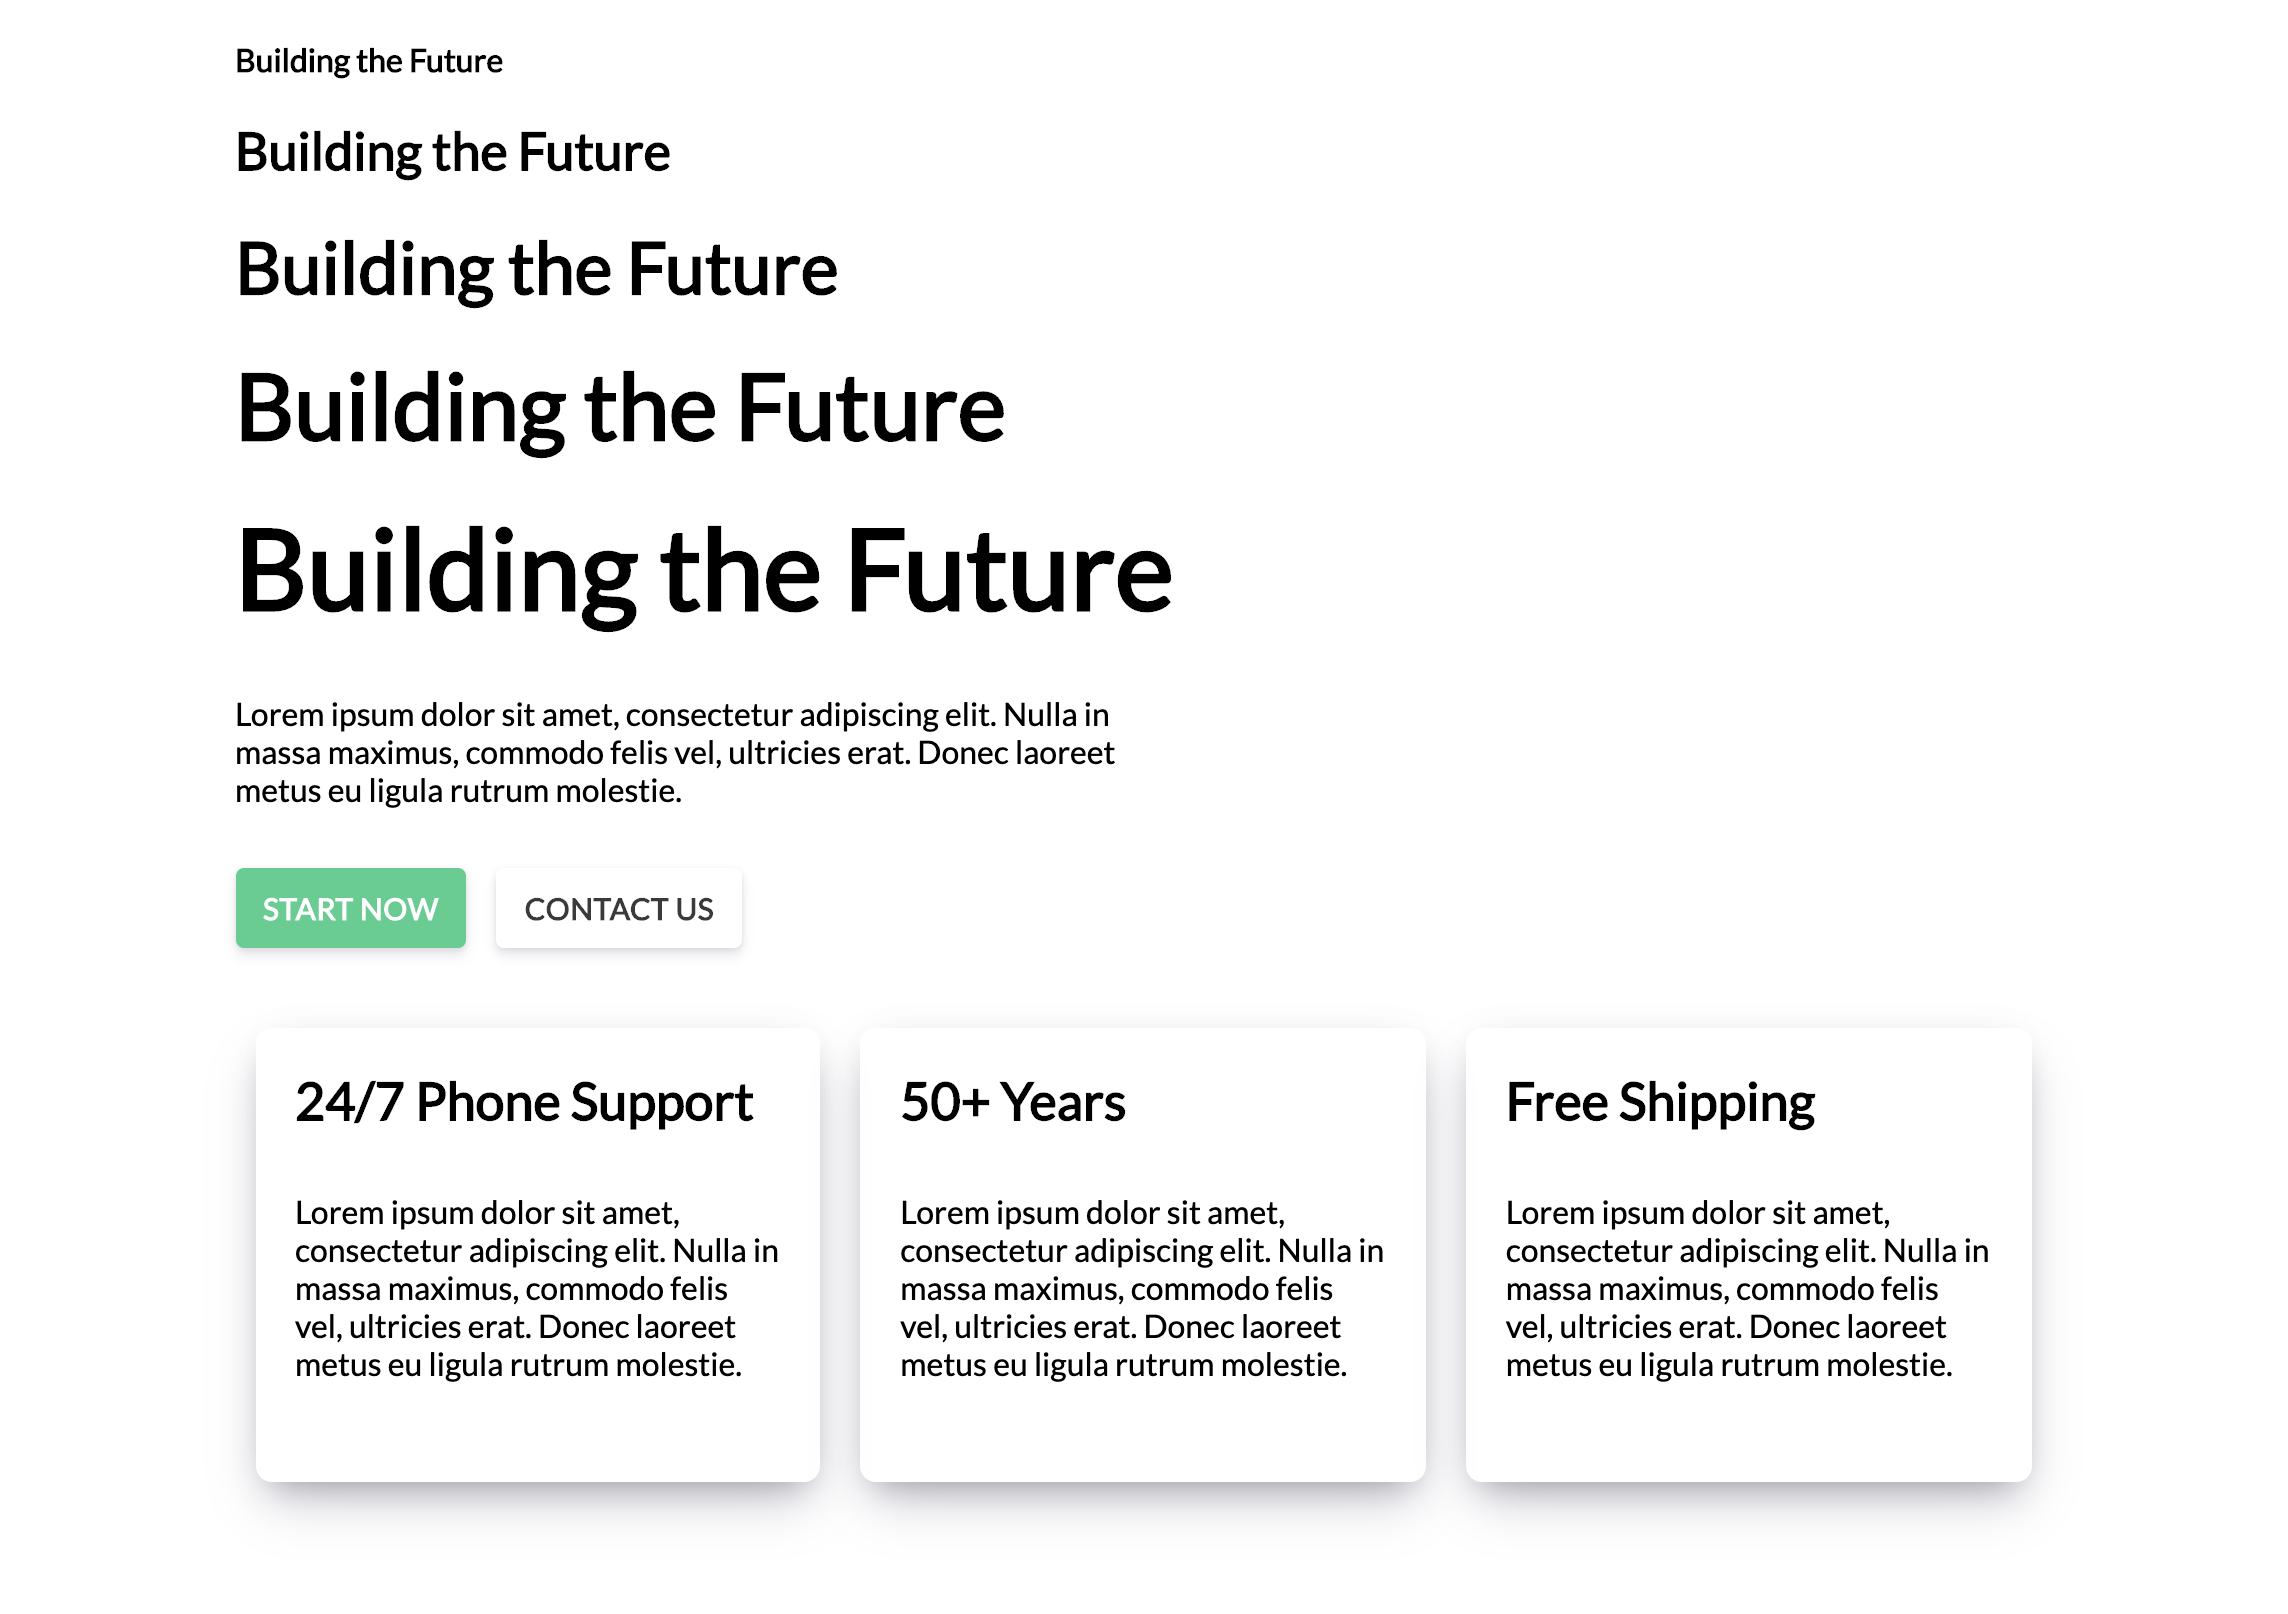 Building the Future
Building the Future
Building the Future
Building the Future
Building the Future
Lorem ipsum dolor sit amet, consectetur adipiscing elit. Nulla in
massa maximus, commodo felis vel, ultricies erat. Donec laoreet
metus eu ligula rutrum molestie.
START NOW
CONTACT US
24/7 Phone Support
Lorem ipsum dolor sit amet,
consectetur adipiscing elit. Nulla in
massa maximus, commodo felis
vel, ultricies erat. Donec laoreet
metus eu ligula rutrum molestie.
50+ Years
Lorem ipsum dolor sit amet,
consectetur adipiscing elit. Nulla in
massa maximus, commodo felis
vel, ultricies erat. Donec laoreet
metus eu ligula rutrum molestie.
Free Shipping
Lorem ipsum dolor sit amet,
consectetur adipiscing elit. Nulla in
massa maximus, commodo felis
vel, ultricies erat. Donec laoreet
metus eu ligula rutrum molestie.